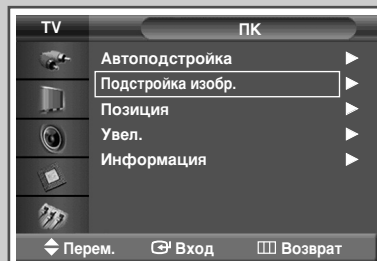 TV ПК
Автоподстройка
Подстройка изобр.
Позиция
Увел.
Информация
Перем. Вход Возврат